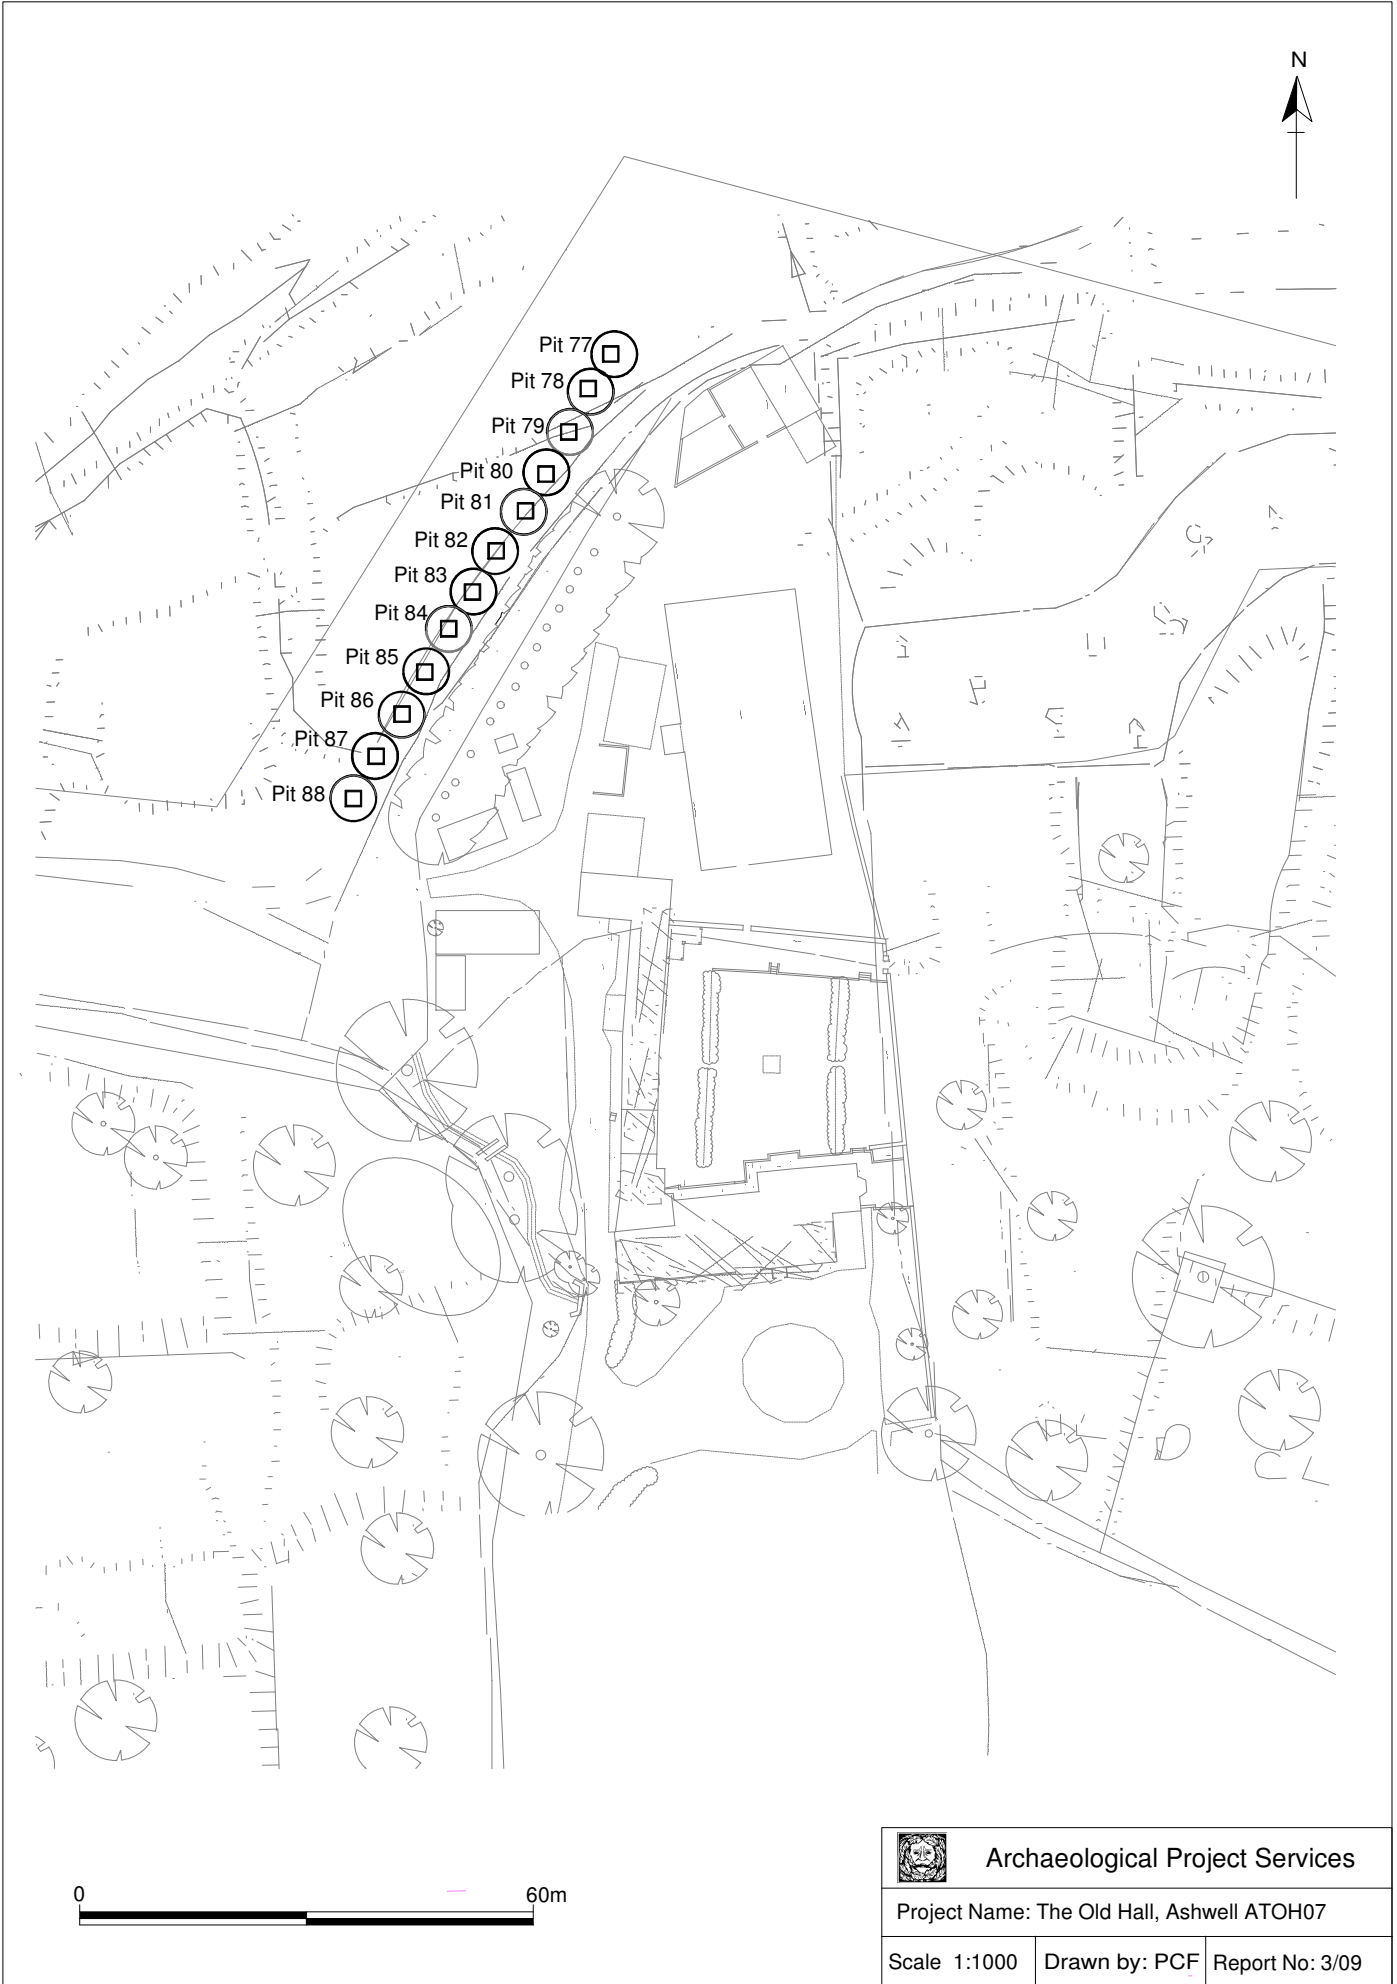 N
Pit 77
Pit 78
Pit 79
Pit 80
Pit 81
Pit 82
Pit 83
Pit 84
Pit 85
Pit 86
Pit 87
Pit 88
0 60m
Archaeological Project Services
Project Name: The Old Hall, Ashwell ATOH07
Scale 1:1000 Drawn by: PCF Report No: 3/09